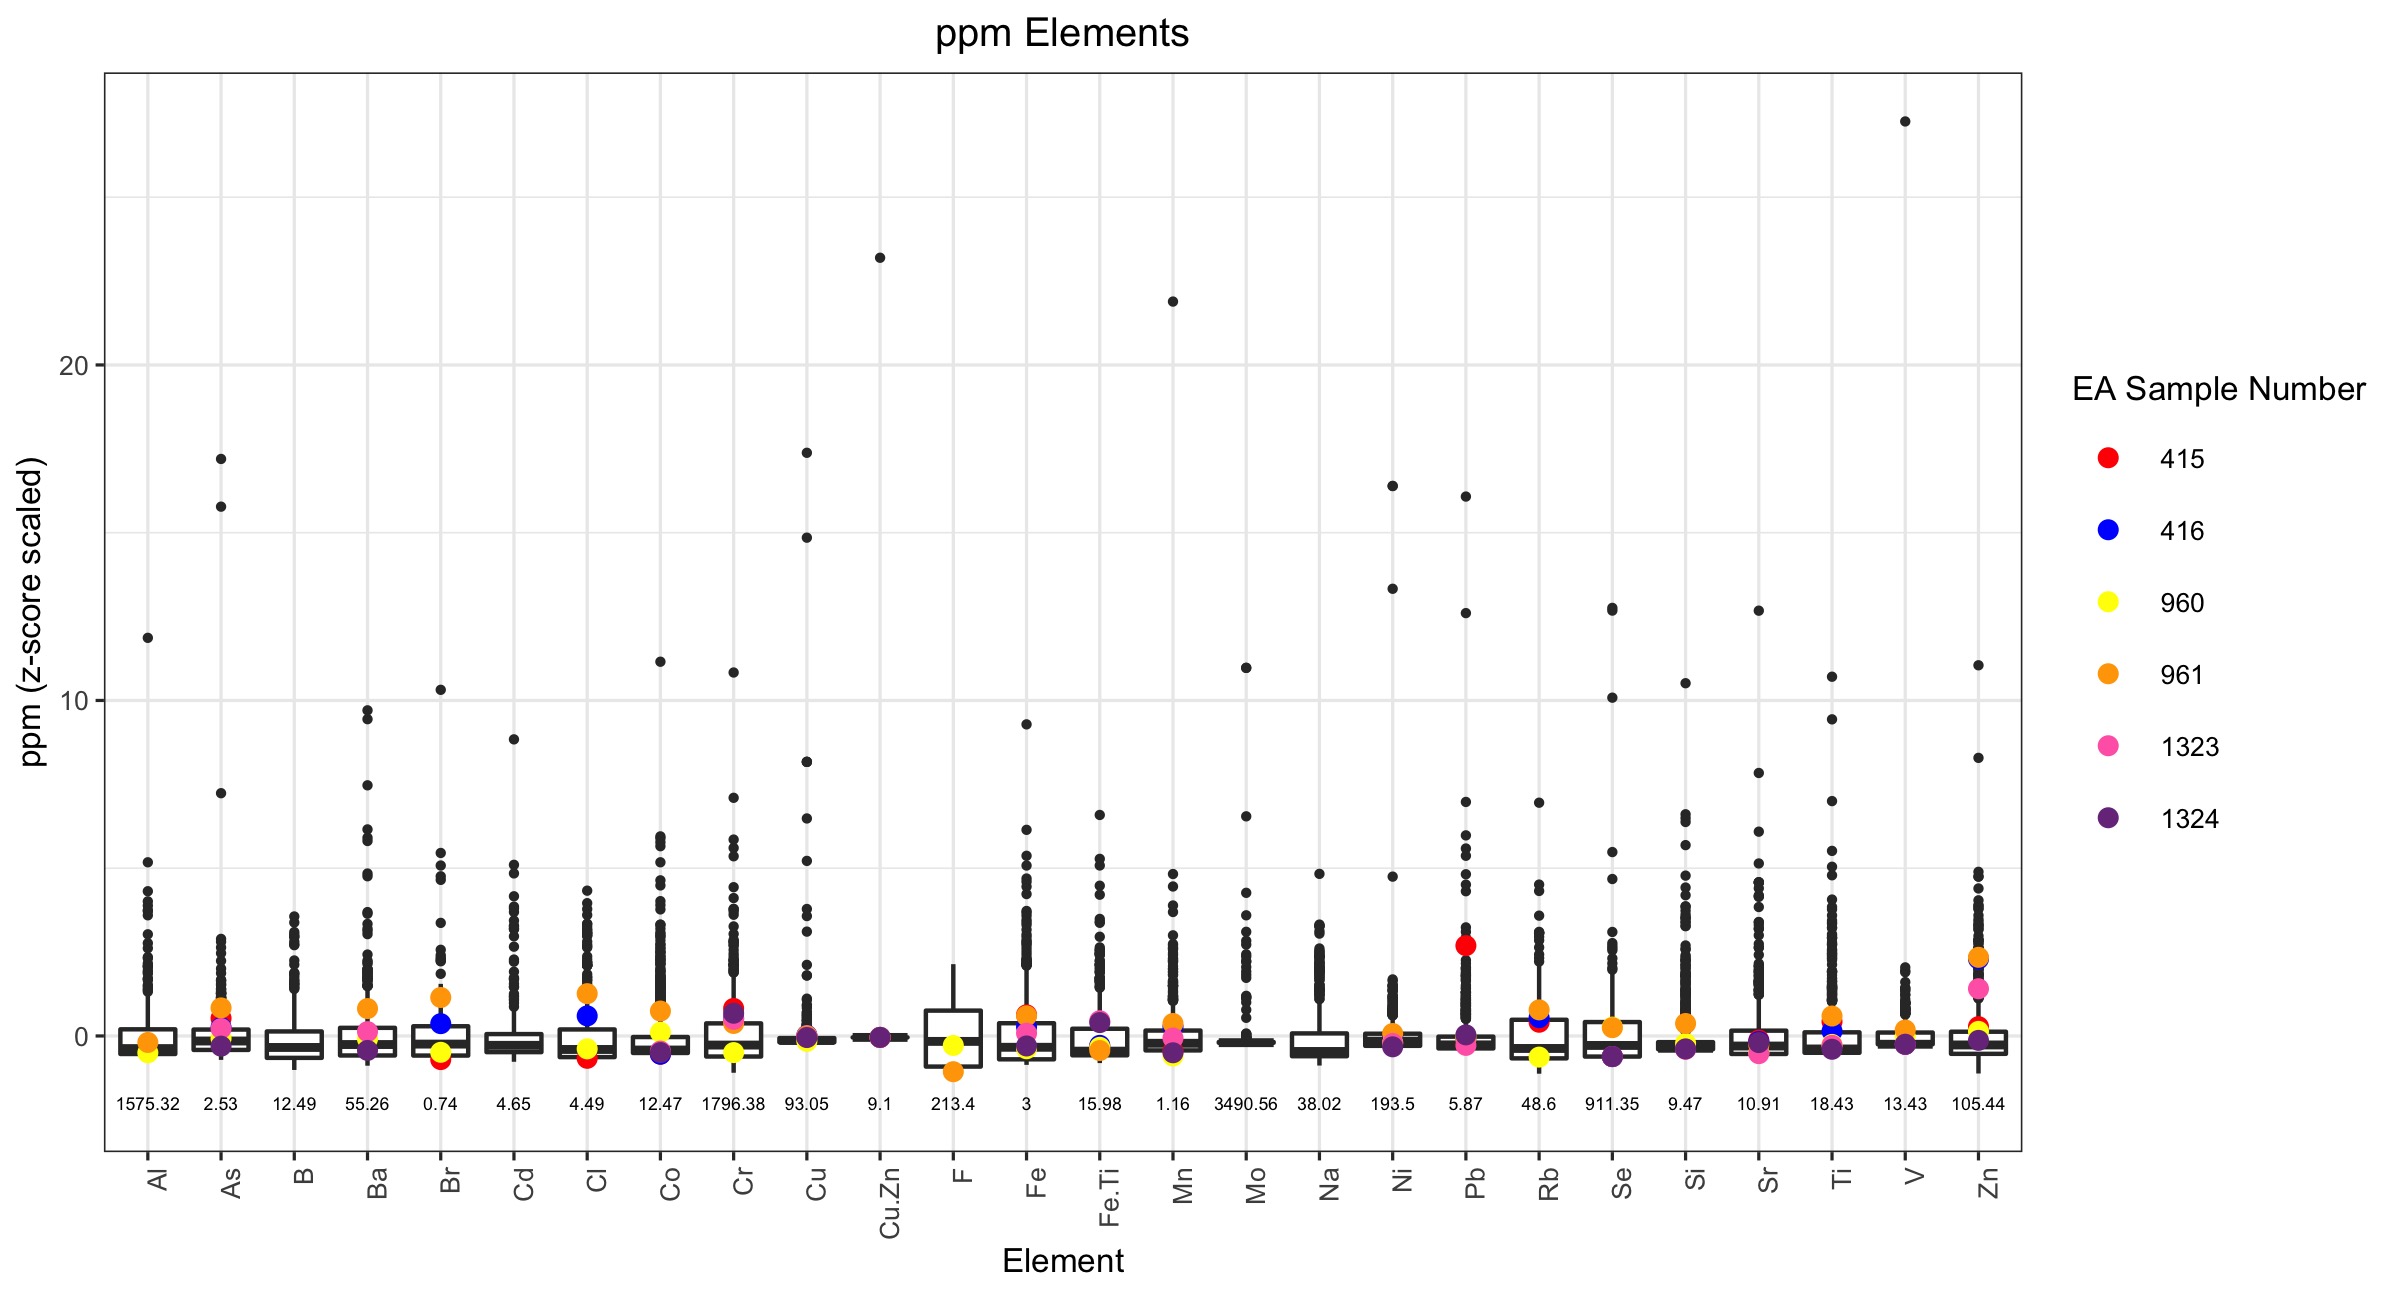 ppm Elements
ppm (z-score scaled)
20
10
0
1575.32 2.53 12.49 55.26 0.74 4.65 4.49 12.47 1796.38 93.05 9.1 213.4 3 15.98 1.16 3490.56 38.02 193.5 5.87 48.6 911.35 9.47 10.91 18.43 13.43 105.44
Al As B Ba Br Cd Cl Co Cr Cu Cu.Zn F Fe Fe.Ti Mn Mo Na Ni Pb Rb Se Si Sr Ti V Zn
Element
EA Sample Number
415
416
960
961
1323
1324